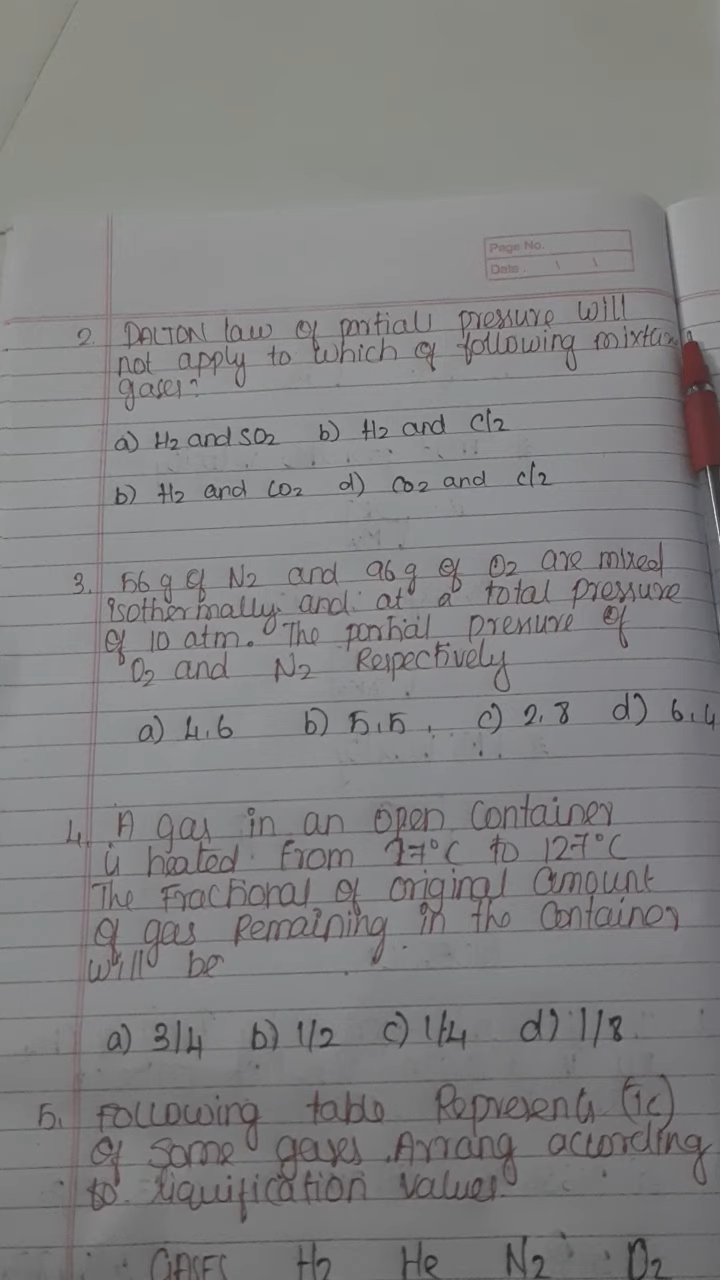 Page No.
Date . \ \
2. DALTON law of partiall pressure will
not apply to which of following mixture
gases?
a) H2 and SO2 b) H2 and Cl2
b) H2 and CO2 d) CO2 and cl2
3. 56 g of N2 and 96 g of O2 are mixed
isothermally and at a total pressure
of 10 atm. The partial pressure of
O2 and N2 Respectively
a) 4,6 b) 5,5, c) 2,8 d) 6,4
4. A gas in an open container
is heated from 27°C to 127°C
The Fractional of original amount
of gas Remaining in the container
will be
a) 3/4 b) 1/2 c) 1/4 d) 1/8.
5. Following table Represents (Tc)
of some gases. Arrang according
to liquification values
GASES H2 He N2 O2